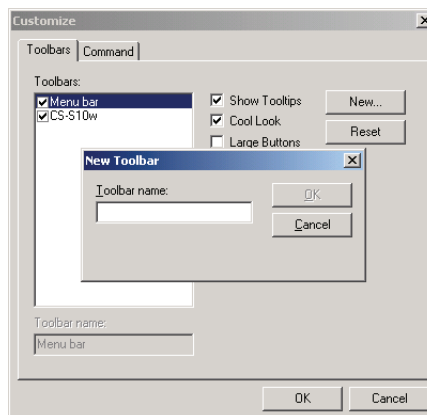 Customize
Toolbars Command
Toolbars:
Menu bar
CS-S10w
Show Tooltips
Cool Look
Large Buttons
New...
Reset
New Toolbar
Toolbar name:
OK
Cancel
Toolbar name:
Menu bar
OK Cancel